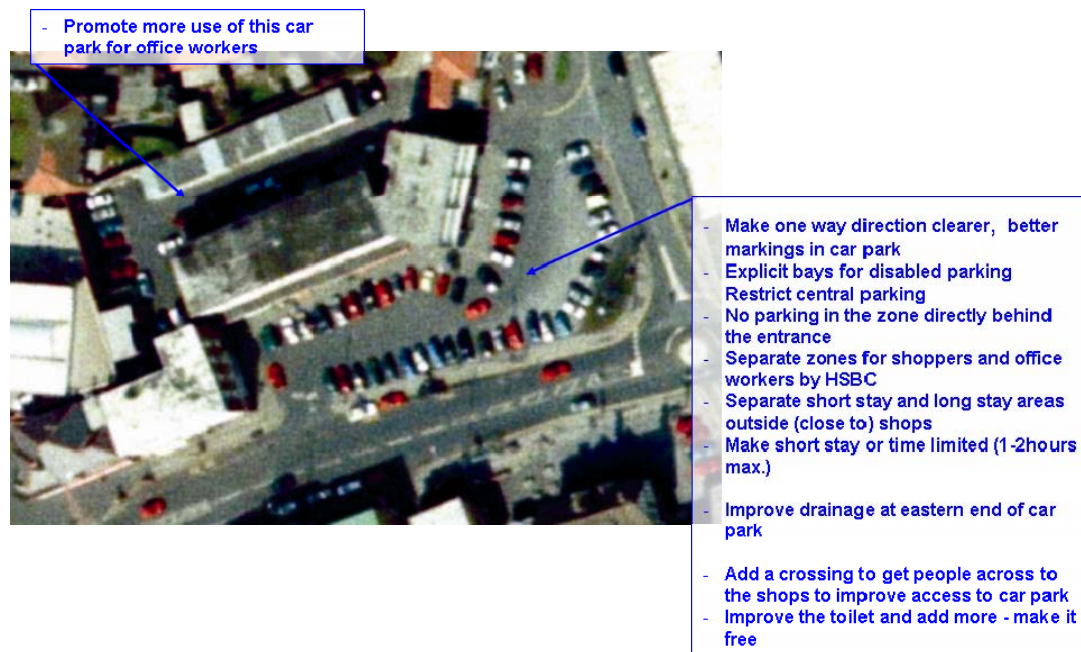 - Promote more use of this car
park for office workers
- Make one way direction clearer, better
markings in car park
- Explicit bays for disabled parking
Restrict central parking
- No parking in the zone directly behind
the entrance
- Separate zones for shoppers and office
workers by HSBC
- Separate short stay and long stay areas
outside (close to) shops
- Make short stay or time limited (1-2hours
max.)
- Improve drainage at eastern end of car
park
- Add a crossing to get people across to
the shops to improve access to car park
- Improve the toilet and add more - make it
free